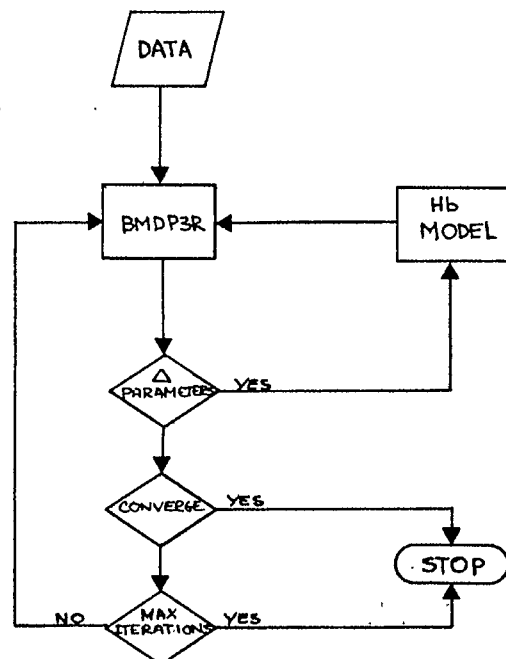 DATA
BMDP3R
Hb
MODEL
Δ
PARAMETERS
YES
CONVERGE
YES
STOP
NO
MAX
ITERATIONS
YES